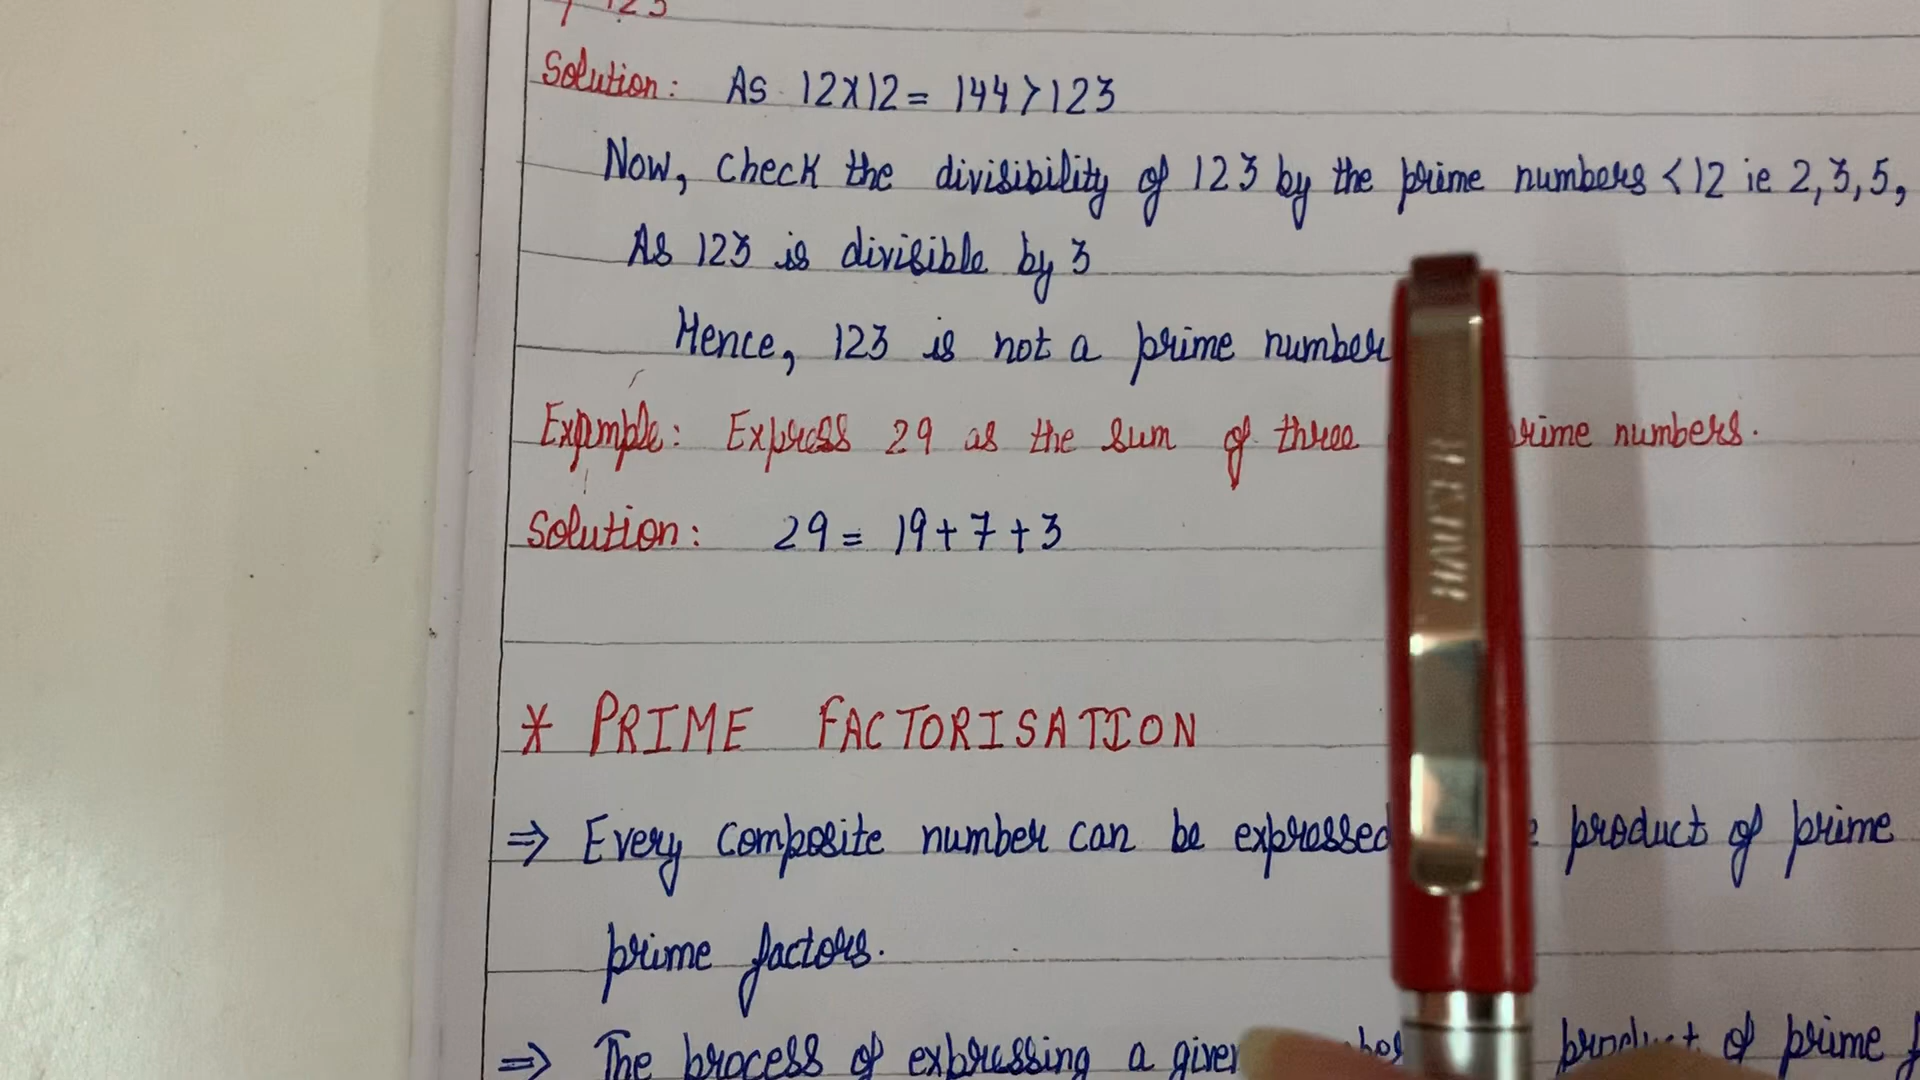 123
Solution: As 12x12 = 144 > 123
Now, check the divisibility of 123 by the prime numbers < 12 ie 2, 3, 5,
As 123 is divisible by 3
Hence, 123 is not a prime number
Example: Express 29 as the sum of three rime numbers.
Solution: 29 = 19 + 7 + 3
* PRIME FACTORISATION
⇒ Every composite number can be expressed product of prime
prime factors.
⇒ The process of expressing a given product of prime